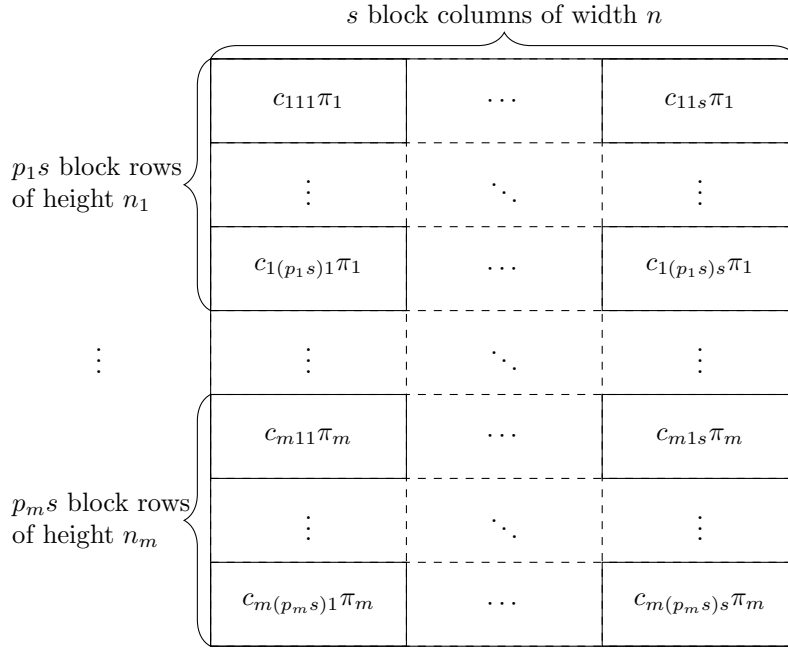 s block columns of width n
c₁₁₁π₁ ⋯ c₁₁ₛπ₁
p₁s block rows
of height n₁
⋮ ⋱ ⋮
c₁₍ₚ₁ₛ₎₁π₁ ⋯ c₁₍ₚ₁ₛ₎ₛπ₁
⋮ ⋮ ⋱ ⋮
cₘ₁₁πₘ ⋯ cₘ₁ₛπₘ
pₘs block rows
of height nₘ
⋮ ⋱ ⋮
cₘ₍ₚₘₛ₎₁πₘ ⋯ cₘ₍ₚₘₛ₎ₛπₘ